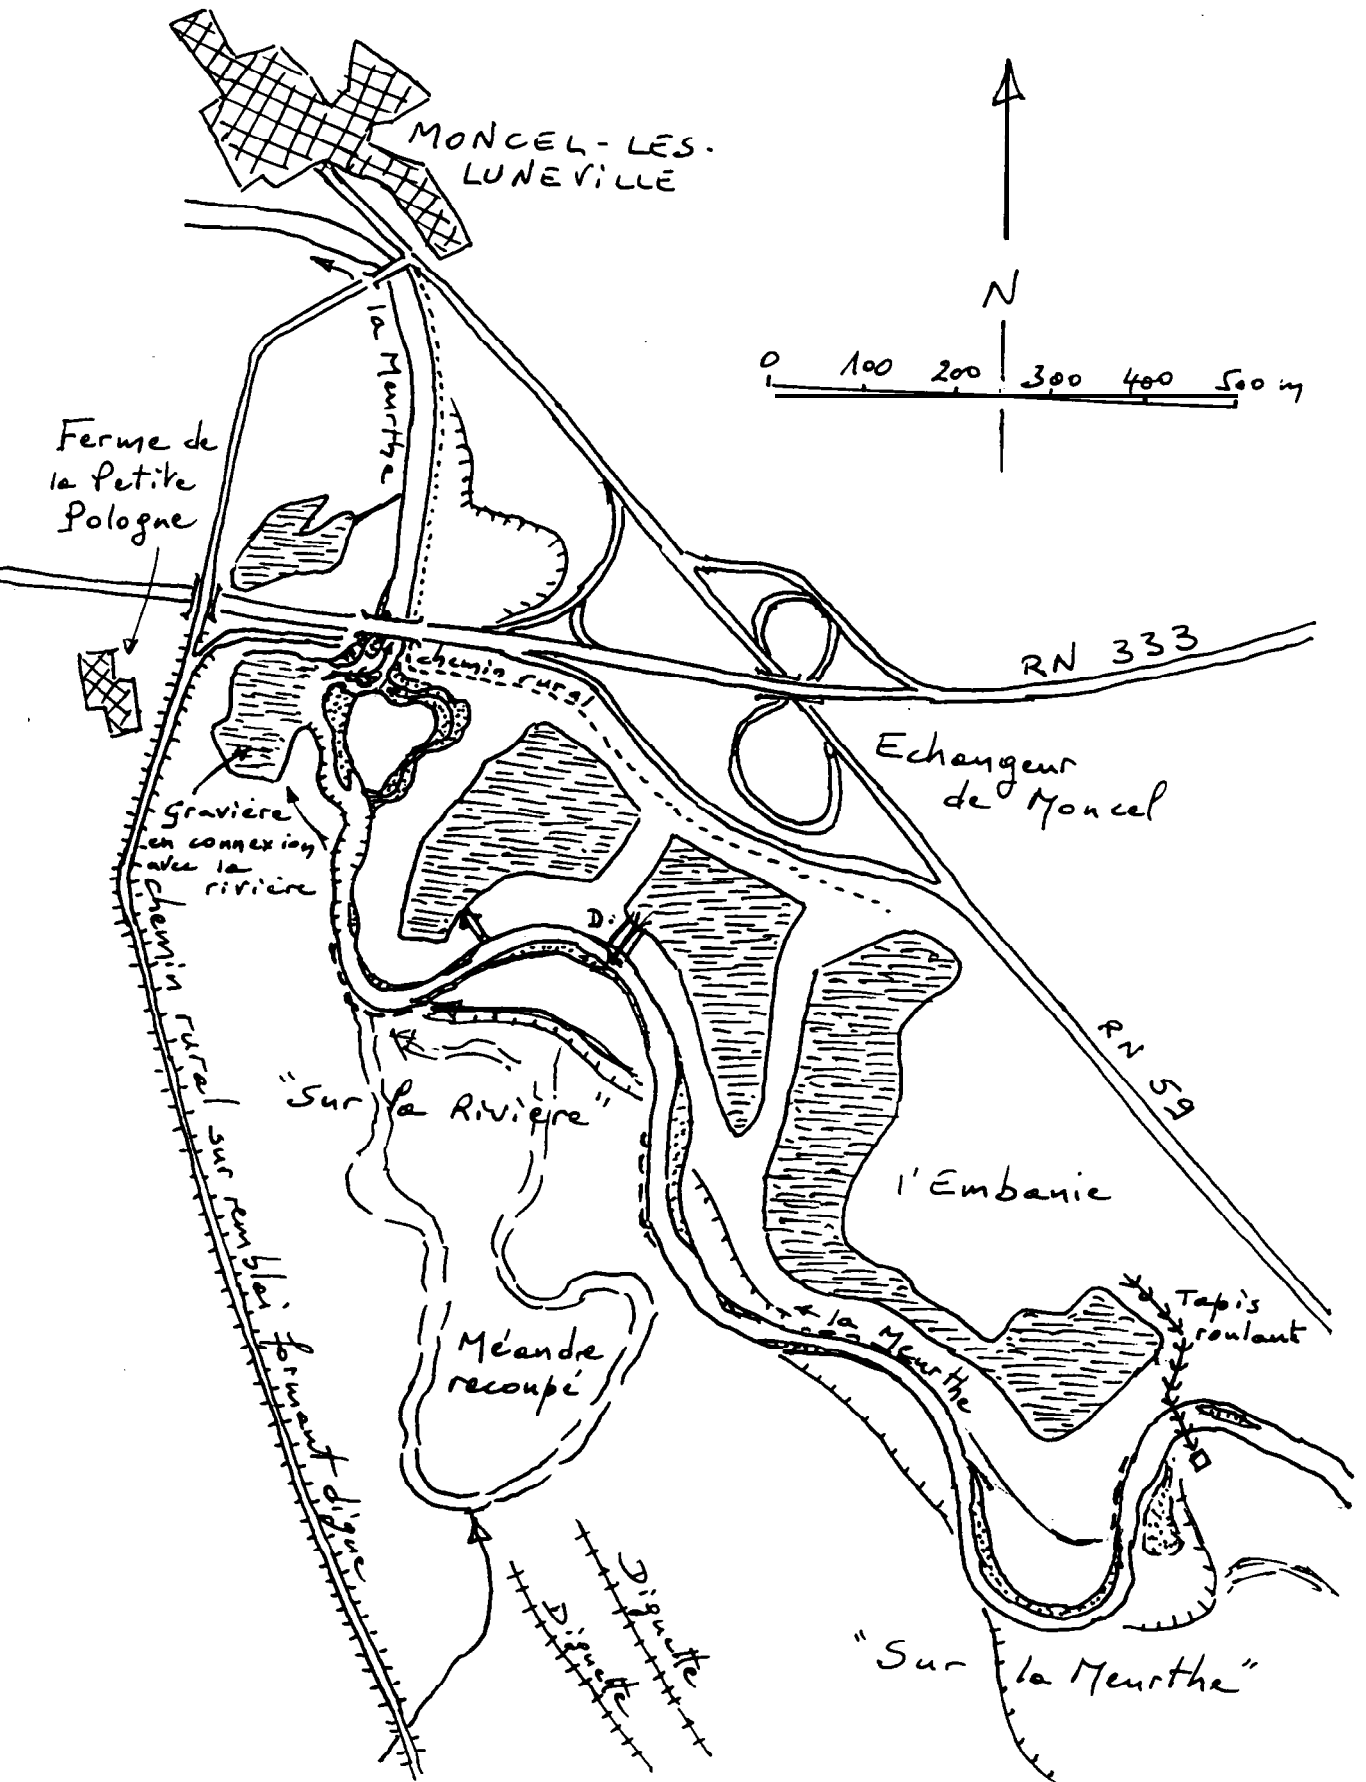 MONCEL-LES-
LUNEVILLE
N
0 100 200 300 400 500 m
la Meurthe
Ferme de
la Petite
Pologne
RN 333
chemin rural
Echangeur
de Moncel
gravière
en connexion
avec la
rivière
D.
chemin rural sur remblai formant digue
RN 59
"Sur la Rivière"
l'Embanie
Tapis
roulant
la Meurthe
Méandre
recoupé
Diguette
Diguette
"Sur la Meurthe"